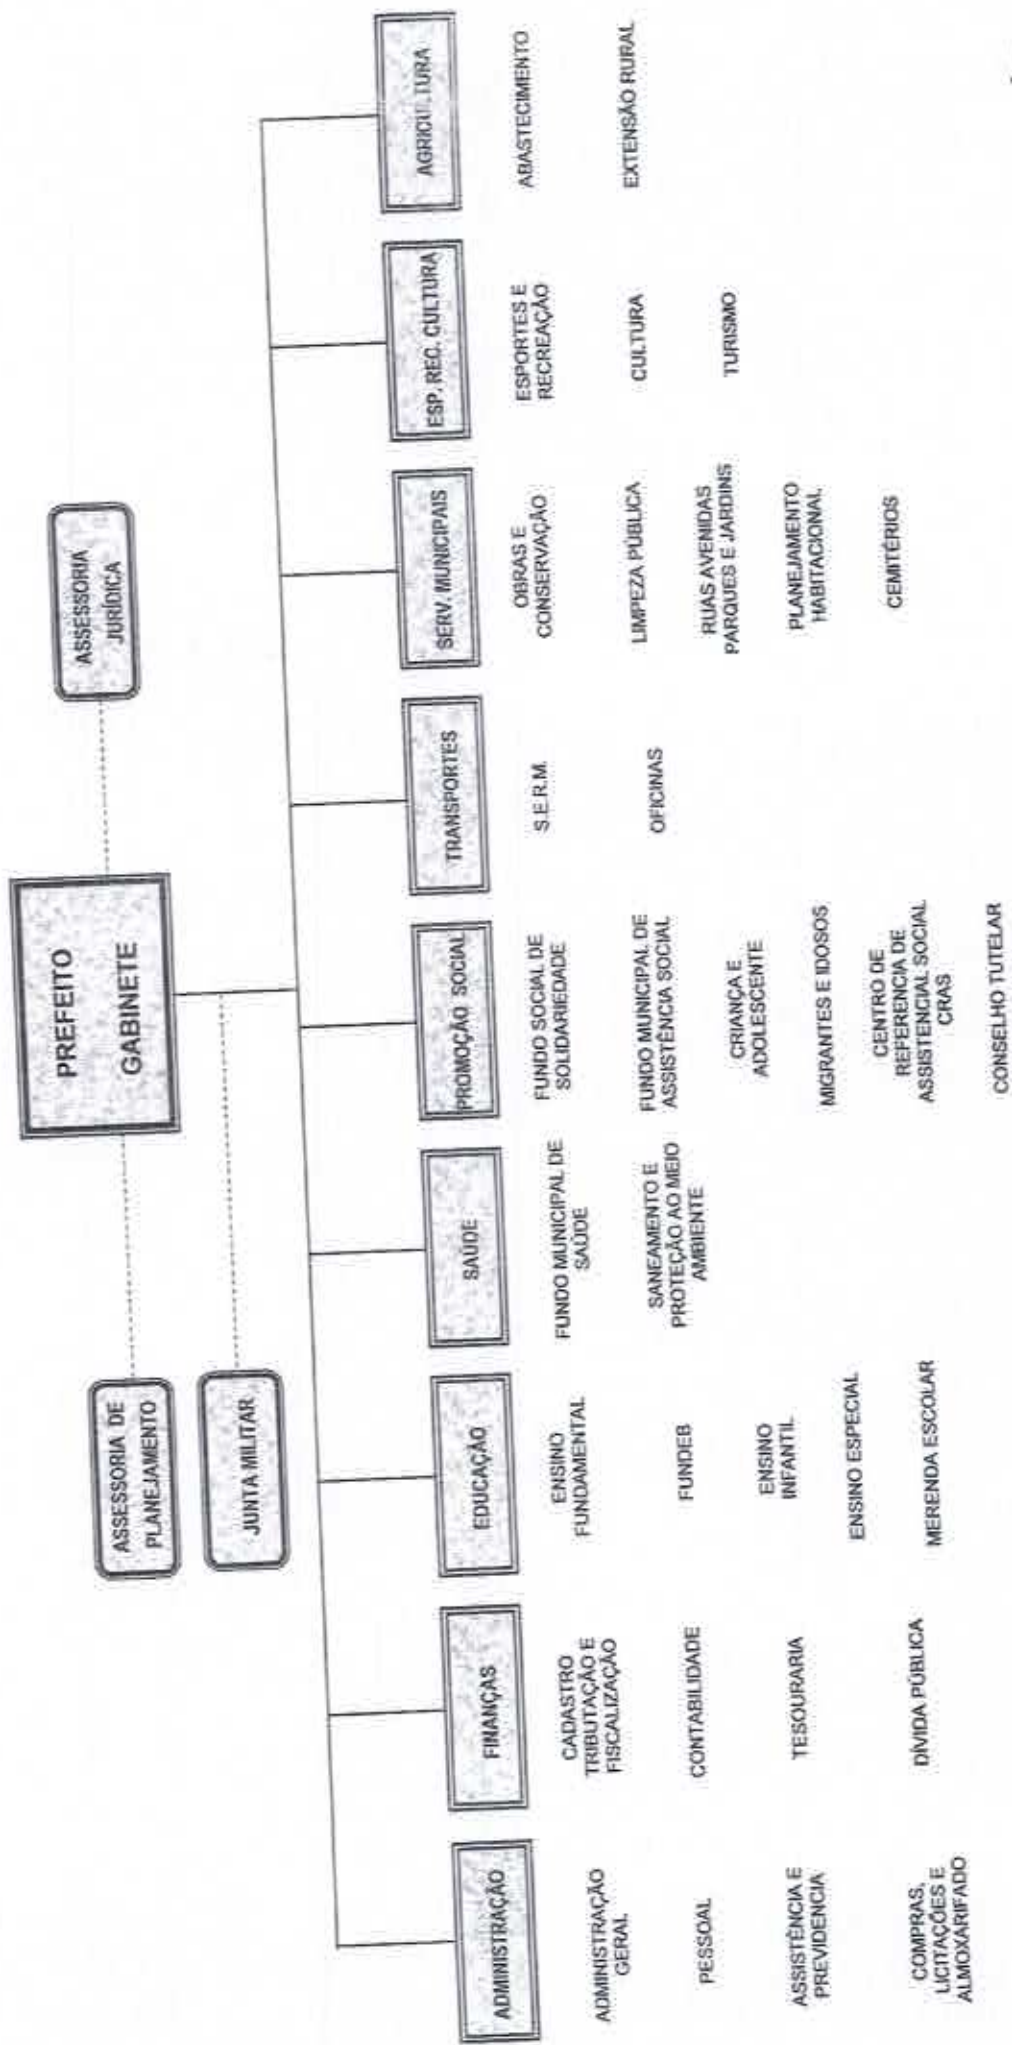 PREFEITO
GABINETE
ASSESSORIA DE
PLANEJAMENTO
JUNTA MILITAR
ASSESSORIA
JURÍDICA
ADMINISTRAÇÃO
ADMINISTRAÇÃO
GERAL
PESSOAL
ASSISTÊNCIA E
PREVIDENCIA
COMPRAS,
LICITAÇÕES E
ALMOXARIFADO
FINANÇAS
CADASTRO
TRIBUTAÇÃO E
FISCALIZAÇÃO
CONTABILIDADE
TESOURARIA
DÍVIDA PÚBLICA
EDUCAÇÃO
ENSINO
FUNDAMENTAL
FUNDEB
ENSINO
INFANTIL
ENSINO ESPECIAL
MERENDA ESCOLAR
SAÚDE
FUNDO MUNICIPAL DE
SAÚDE
SANEAMENTO E
PROTEÇÃO AO MEIO
AMBIENTE
PROMOÇÃO SOCIAL
FUNDO SOCIAL DE
SOLIDARIEDADE
FUNDO MUNICIPAL DE
ASSISTÊNCIA SOCIAL
CRIANÇA E
ADOLESCENTE
MIGRANTES E IDOSOS
CENTRO DE
REFERENCIA DE
ASSISTENCIAL SOCIAL
CRAS
CONSELHO TUTELAR
TRANSPORTES
S.E.R.M.
OFICINAS
SERV. MUNICIPAIS
OBRAS E
CONSERVAÇÃO
LIMPEZA PÚBLICA
RUAS AVENIDAS
PARQUES E JARDINS
PLANEJAMENTO
HABITACIONAL
CEMITÉRIOS
ESP. REC. CULTURA
ESPORTES E
RECREAÇÃO
CULTURA
TURISMO
AGRICULTURA
ABASTECIMENTO
EXTENSÃO RURAL